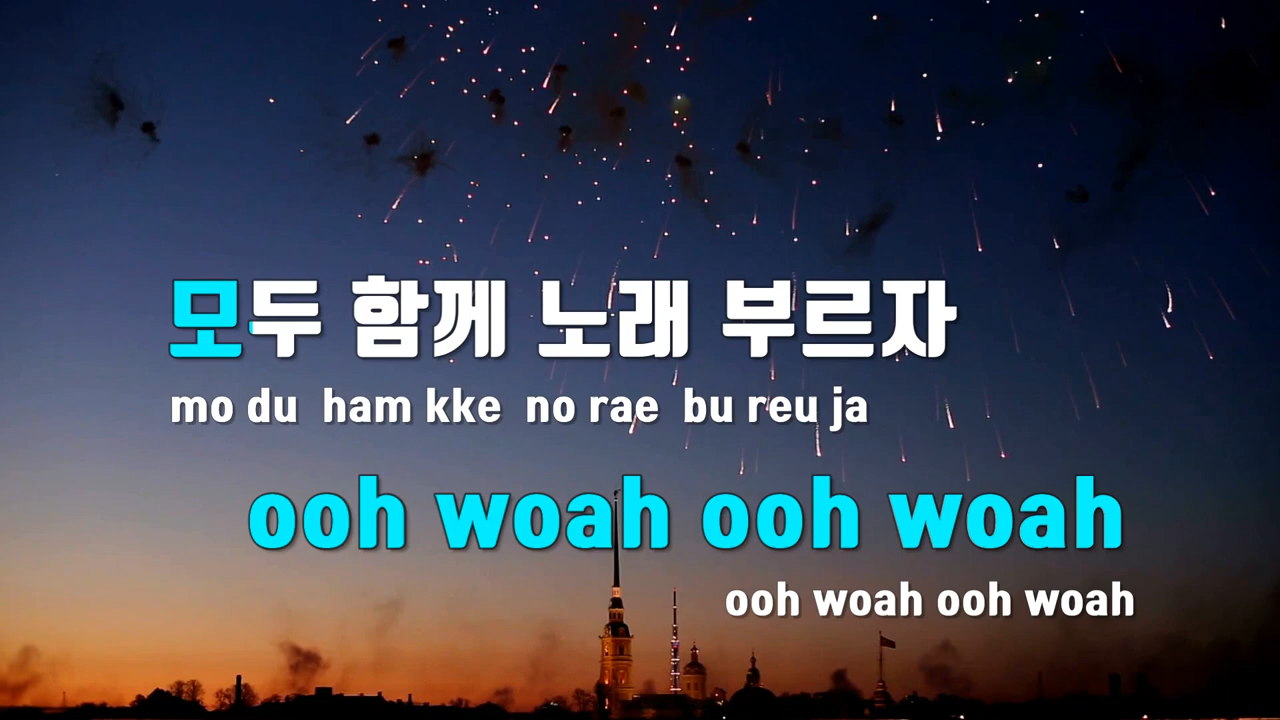 모두 함께 노래 부르자
mo du ham kke no rae bu reu ja
ooh woah ooh woah
ooh woah ooh woah